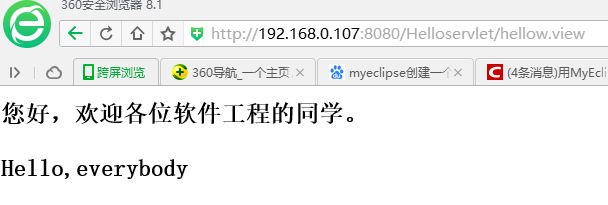 360安全浏览器 8.1
http://192.168.0.107:8080/Helloservlet/hellow.view
跨屏浏览
360导航_一个主页.
myeclipse创建一个
(4条消息)用MyEcli
您好，欢迎各位软件工程的同学。
Hello,everybody